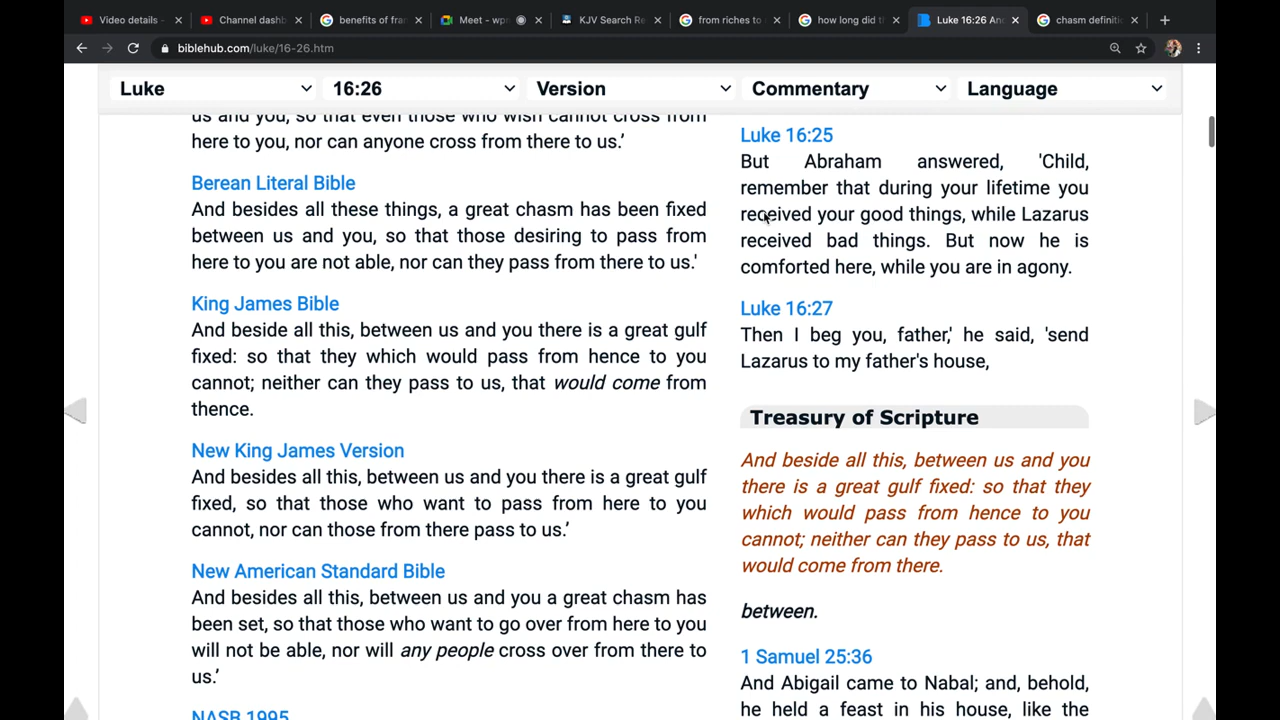 Video details -
Channel dashb
benefits of fra
Meet - wpr
KJV Search Re
from riches to
how long did t
Luke 16:26 An
chasm definiti
biblehub.com/luke/16-26.htm
Luke
16:26
Version
Commentary
Language
us and you, so that even those who wish cannot cross from
here to you, nor can anyone cross from there to us.’
Berean Literal Bible
And besides all these things, a great chasm has been fixed
between us and you, so that those desiring to pass from
here to you are not able, nor can they pass from there to us.'
King James Bible
And beside all this, between us and you there is a great gulf
fixed: so that they which would pass from hence to you
cannot; neither can they pass to us, that would come from
thence.
New King James Version
And besides all this, between us and you there is a great gulf
fixed, so that those who want to pass from here to you
cannot, nor can those from there pass to us.’
New American Standard Bible
And besides all this, between us and you a great chasm has
been set, so that those who want to go over from here to you
will not be able, nor will any people cross over from there to
us.’
NASB 1995
Luke 16:25
But Abraham answered, 'Child,
remember that during your lifetime you
received your good things, while Lazarus
received bad things. But now he is
comforted here, while you are in agony.
Luke 16:27
Then I beg you, father,' he said, 'send
Lazarus to my father's house,
Treasury of Scripture
And beside all this, between us and you
there is a great gulf fixed: so that they
which would pass from hence to you
cannot; neither can they pass to us, that
would come from there.
between.
1 Samuel 25:36
And Abigail came to Nabal; and, behold,
he held a feast in his house, like the